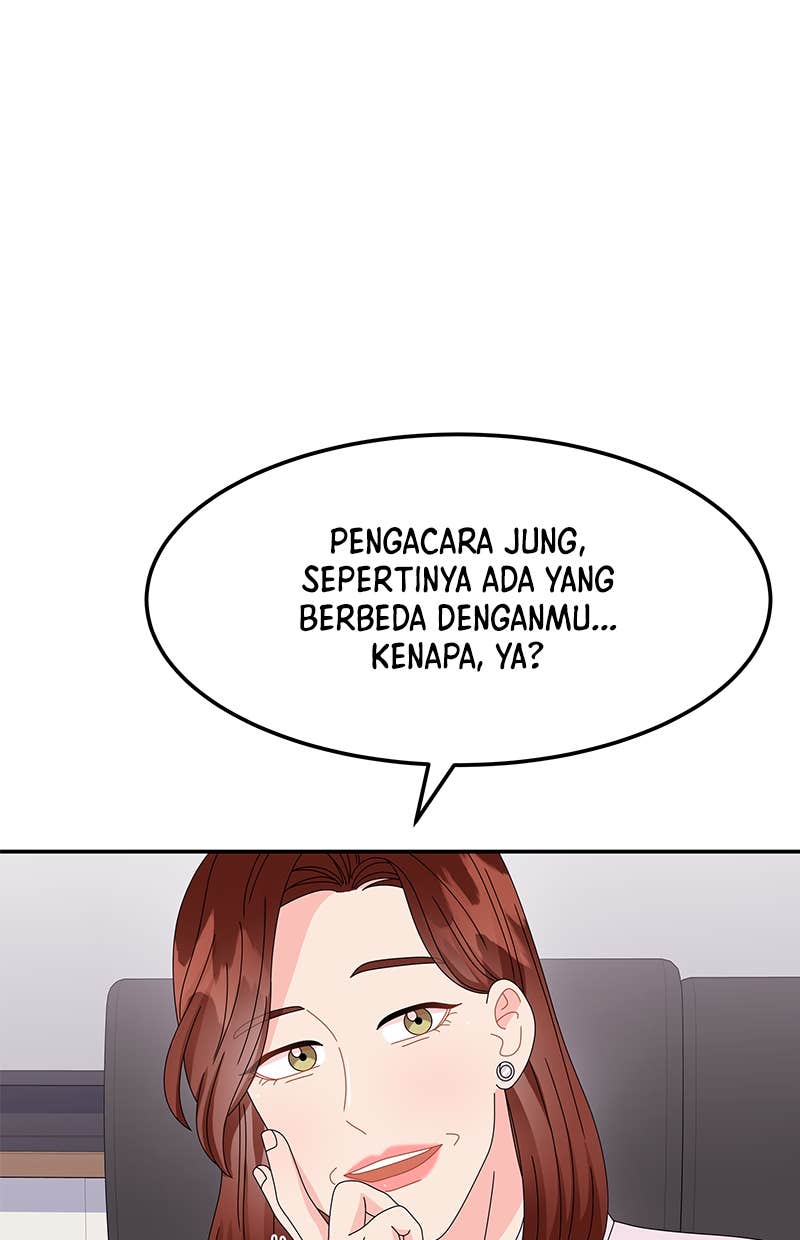 PENGACARA JUNG,
SEPERTINYA ADA YANG
BERBEDA DENGANMU...
KENAPA, YA?